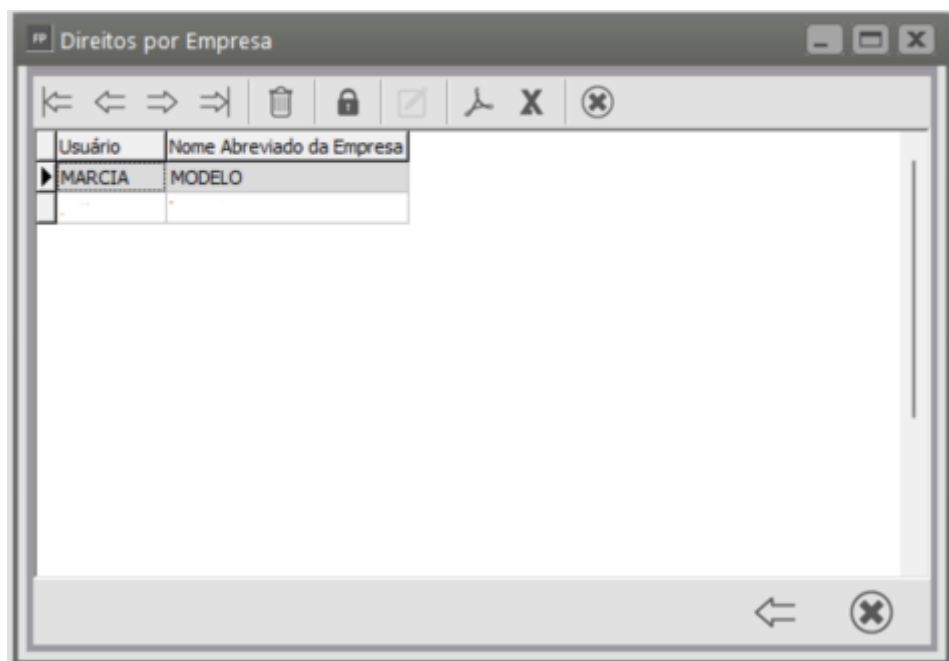 FP Direitos por Empresa
Usuário Nome Abreviado da Empresa
MARCIA MODELO